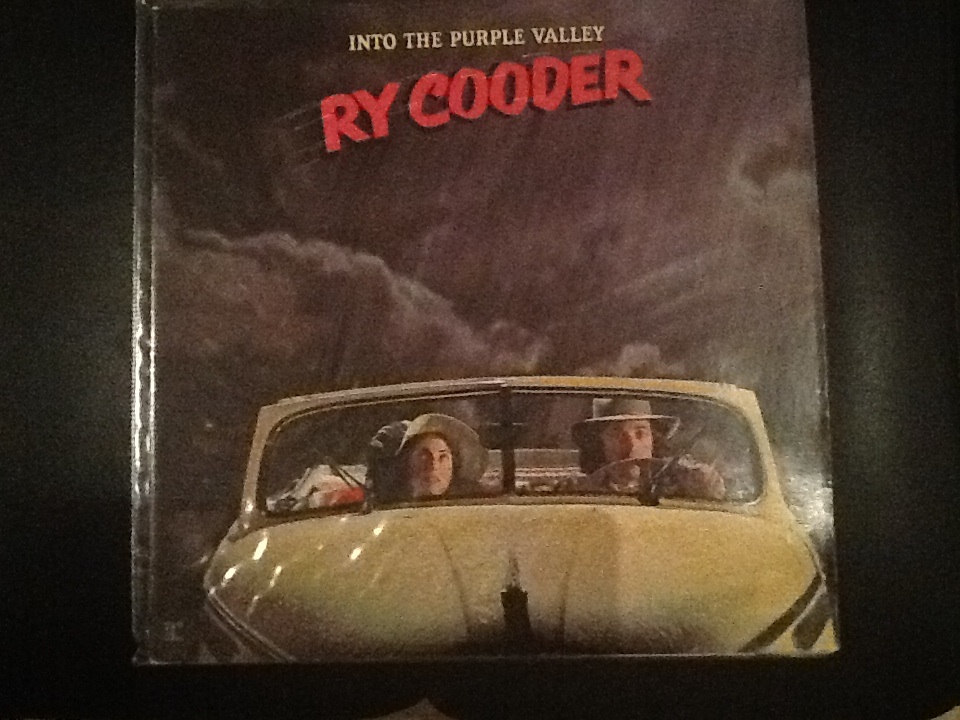 INTO THE PURPLE VALLEY
RY COODER